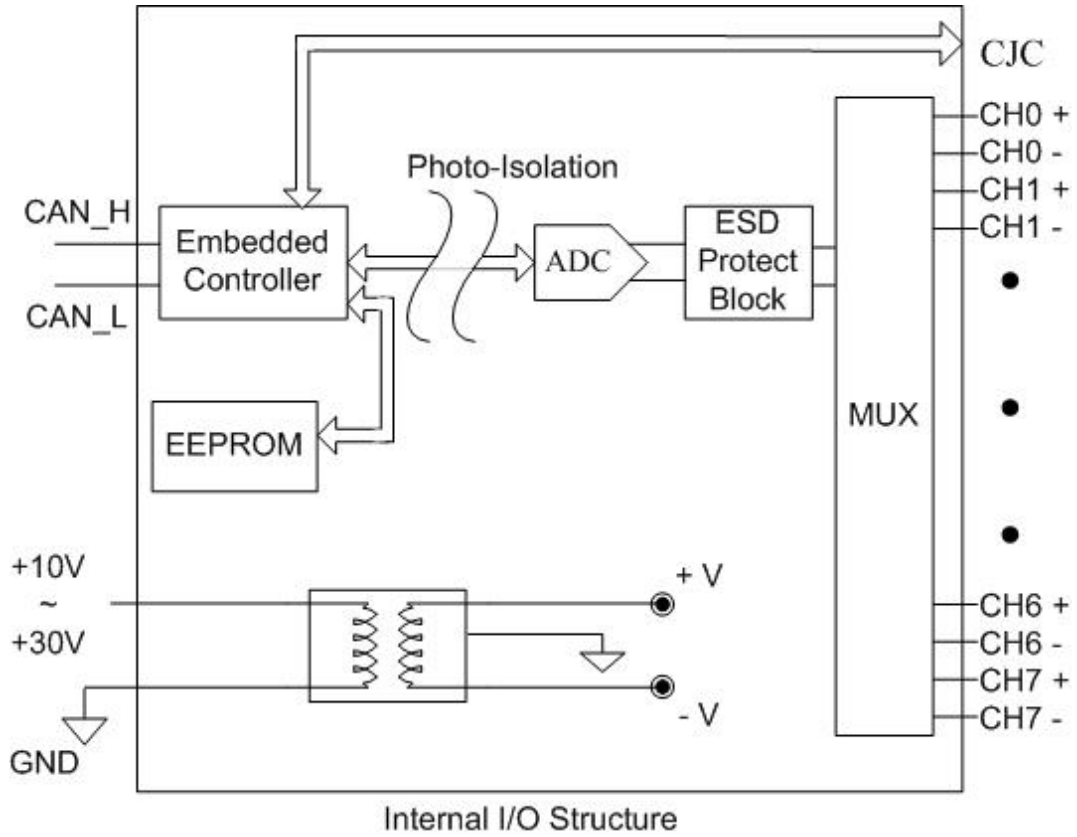 CJC
CH0 +
CH0 -
CH1 +
CH1 -
Photo-Isolation
CAN_H
CAN_L
Embedded
Controller
ADC
ESD
Protect
Block
MUX
EEPROM
+10V
~
+30V
GND
+ V
- V
CH6 +
CH6 -
CH7 +
CH7 -
Internal I/O Structure